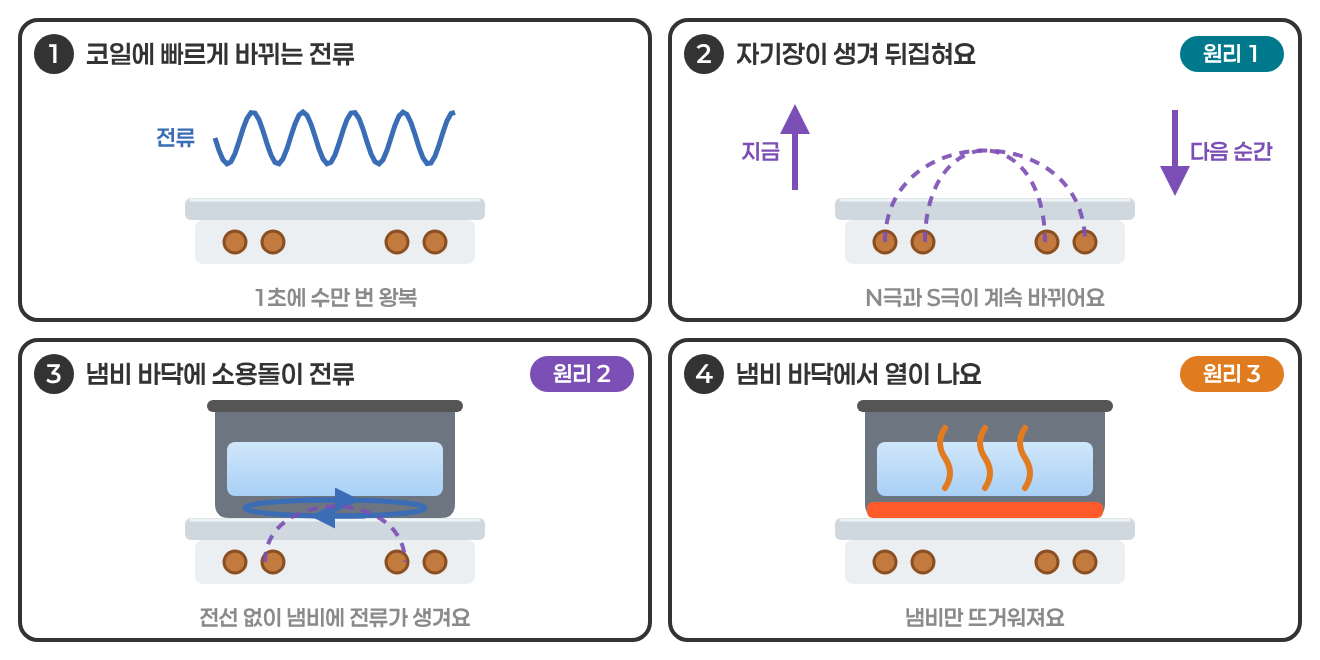 1 코일에 빠르게 바뀌는 전류
전류
1초에 수만 번 왕복
2 자기장이 생겨 뒤집혀요 원리 1
지금
다음 순간
N극과 S극이 계속 바뀌어요
3 냄비 바닥에 소용돌이 전류 원리 2
전선 없이 냄비에 전류가 생겨요
4 냄비 바닥에서 열이 나요 원리 3
냄비만 뜨거워져요